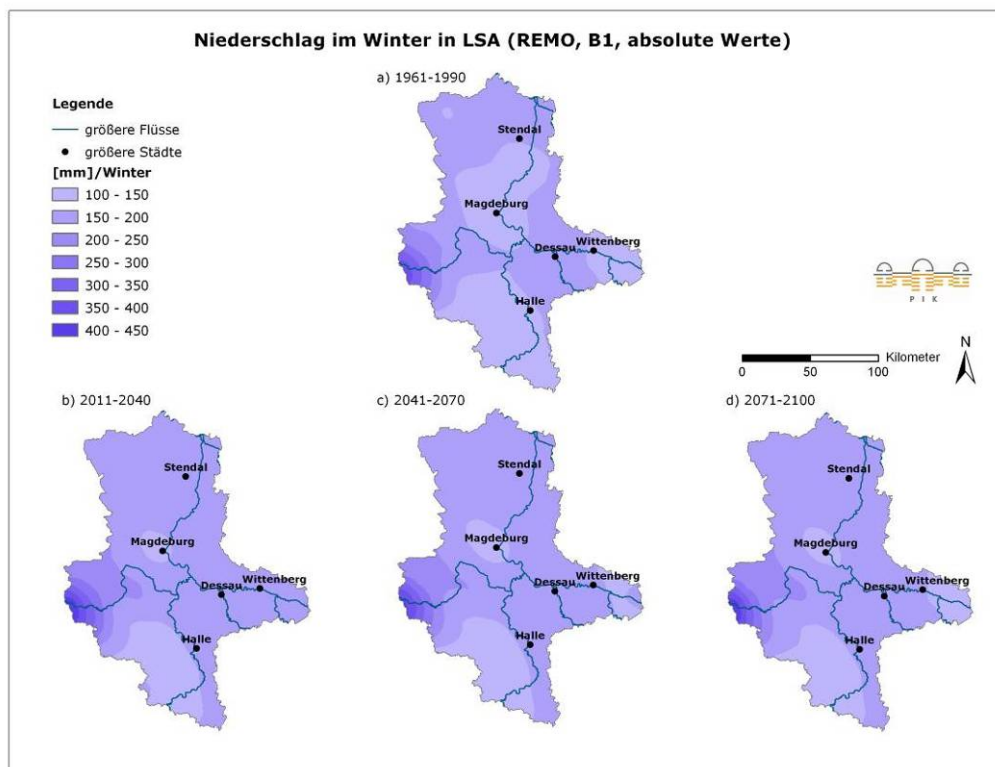 Niederschlag im Winter in LSA (REMO, B1, absolute Werte)
a) 1961-1990
Legende
größere Flüsse
größere Städte
[mm]/Winter
100 - 150
150 - 200
200 - 250
250 - 300
300 - 350
350 - 400
400 - 450
Stendal
Magdeburg
Dessau
Wittenberg
Halle
P I K
Kilometer
0 50 100
N
b) 2011-2040
Stendal
Magdeburg
Dessau
Wittenberg
Halle
c) 2041-2070
Stendal
Magdeburg
Dessau
Wittenberg
Halle
d) 2071-2100
Stendal
Magdeburg
Dessau
Wittenberg
Halle